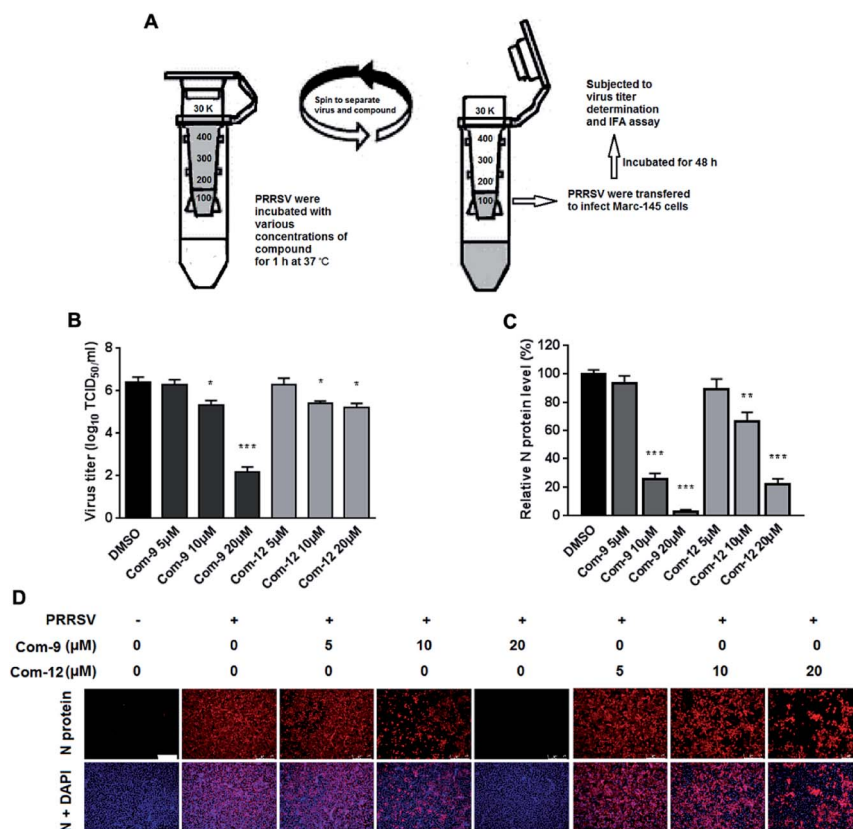 A
30 K
400
300
200
100
PRRSV were
incubated with
various
concentrations of
compound
for 1 h at 37 ℃
Spin to separate
virus and compound
30 K
400
300
200
100
Subjected to
virus titer
determination
and IFA assay
Incubated for 48 h
PRRSV were transfered
to infect Marc-145 cells
B
Virus titer (log10 TCID50/ml)
8
6
4
2
0
*
***
*
*
DMSO
Com-9 5μM
Com-9 10μM
Com-9 20μM
Com-12 5μM
Com-12 10μM
Com-12 20μM
C
Relative N protein level (%)
120
100
80
60
40
20
0
***
***
**
***
DMSO
Com-9 5μM
Com-9 10μM
Com-9 20μM
Com-12 5μM
Com-12 10μM
Com-12 20μM
D
PRRSV - + + + + + + +
Com-9 (μM) 0 0 5 10 20 0 0 0
Com-12 (μM) 0 0 0 0 0 5 10 20
N protein
N + DAPI